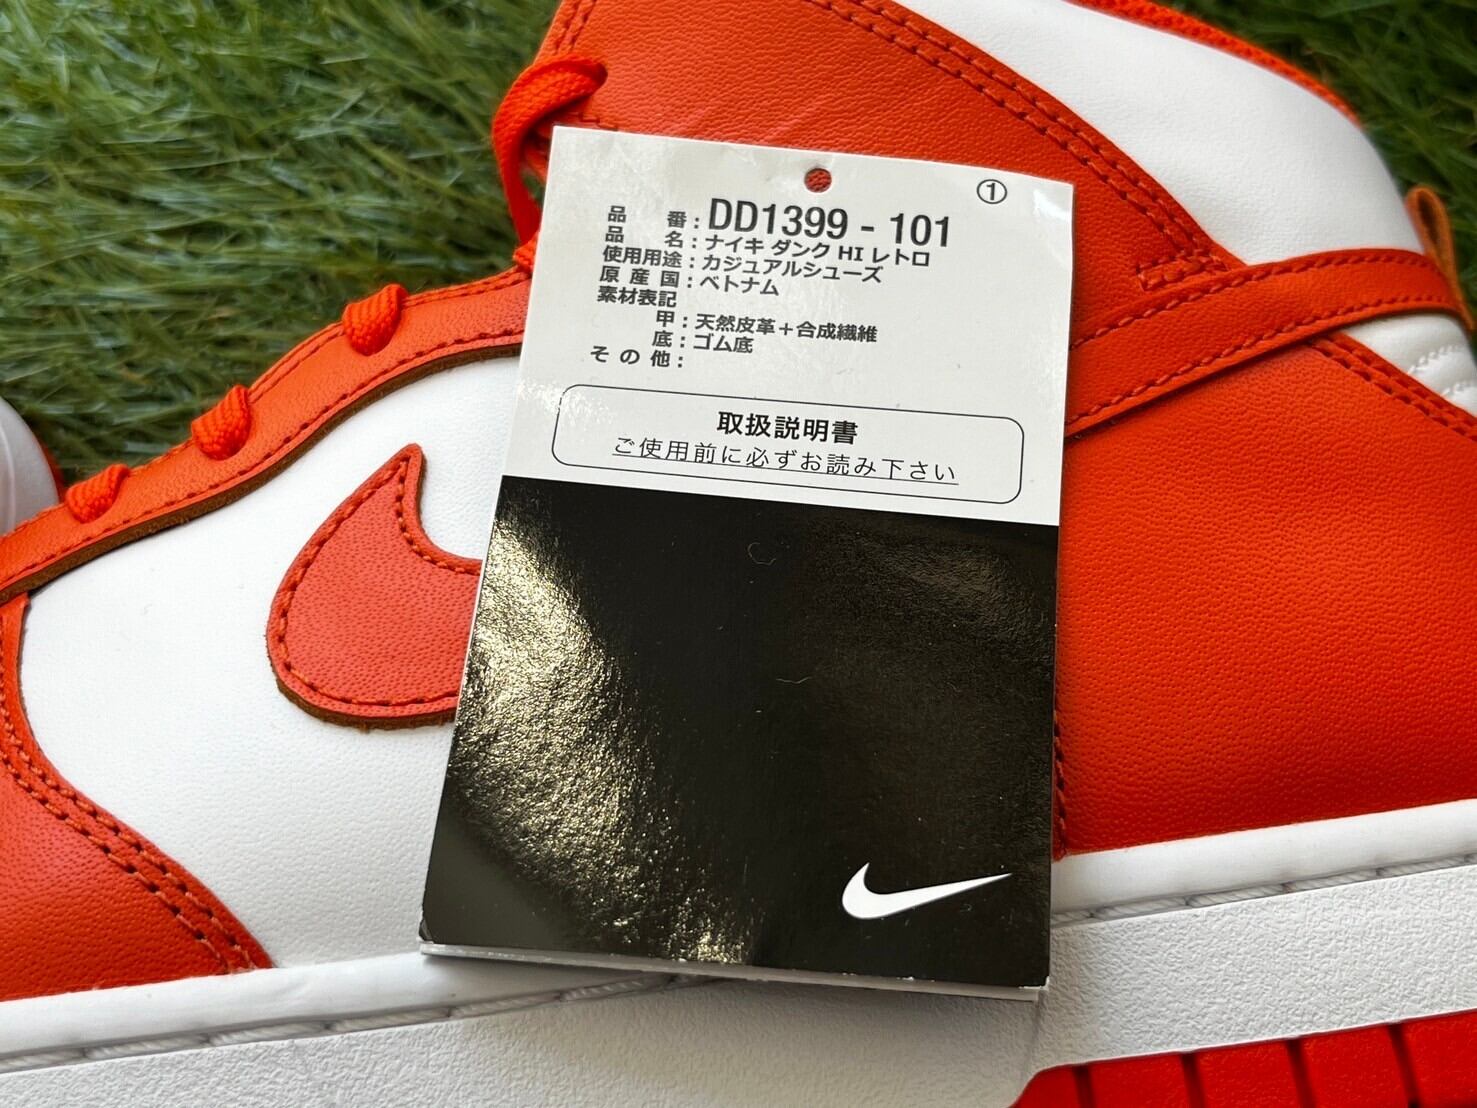 ①
品番：DD1399 - 101
品名：ナイキ ダンク HI レトロ
使用用途：カジュアルシューズ
原産国：ベトナム
素材表記
甲：天然皮革＋合成繊維
底：ゴム底
その他：
取扱説明書
ご使用前に必ずお読み下さい